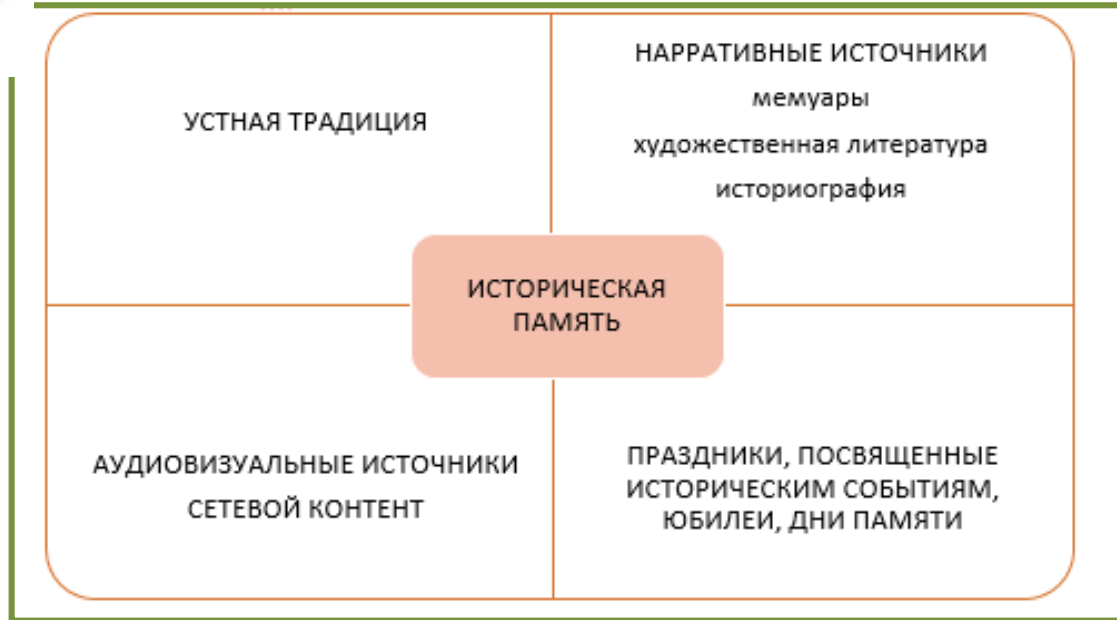 УСТНАЯ ТРАДИЦИЯ
НАРРАТИВНЫЕ ИСТОЧНИКИ
мемуары
художественная литература
историография
ИСТОРИЧЕСКАЯ
ПАМЯТЬ
АУДИОВИЗУАЛЬНЫЕ ИСТОЧНИКИ
СЕТЕВОЙ КОНТЕНТ
ПРАЗДНИКИ, ПОСВЯЩЕННЫЕ
ИСТОРИЧЕСКИМ СОБЫТИЯМ,
ЮБИЛЕИ, ДНИ ПАМЯТИ